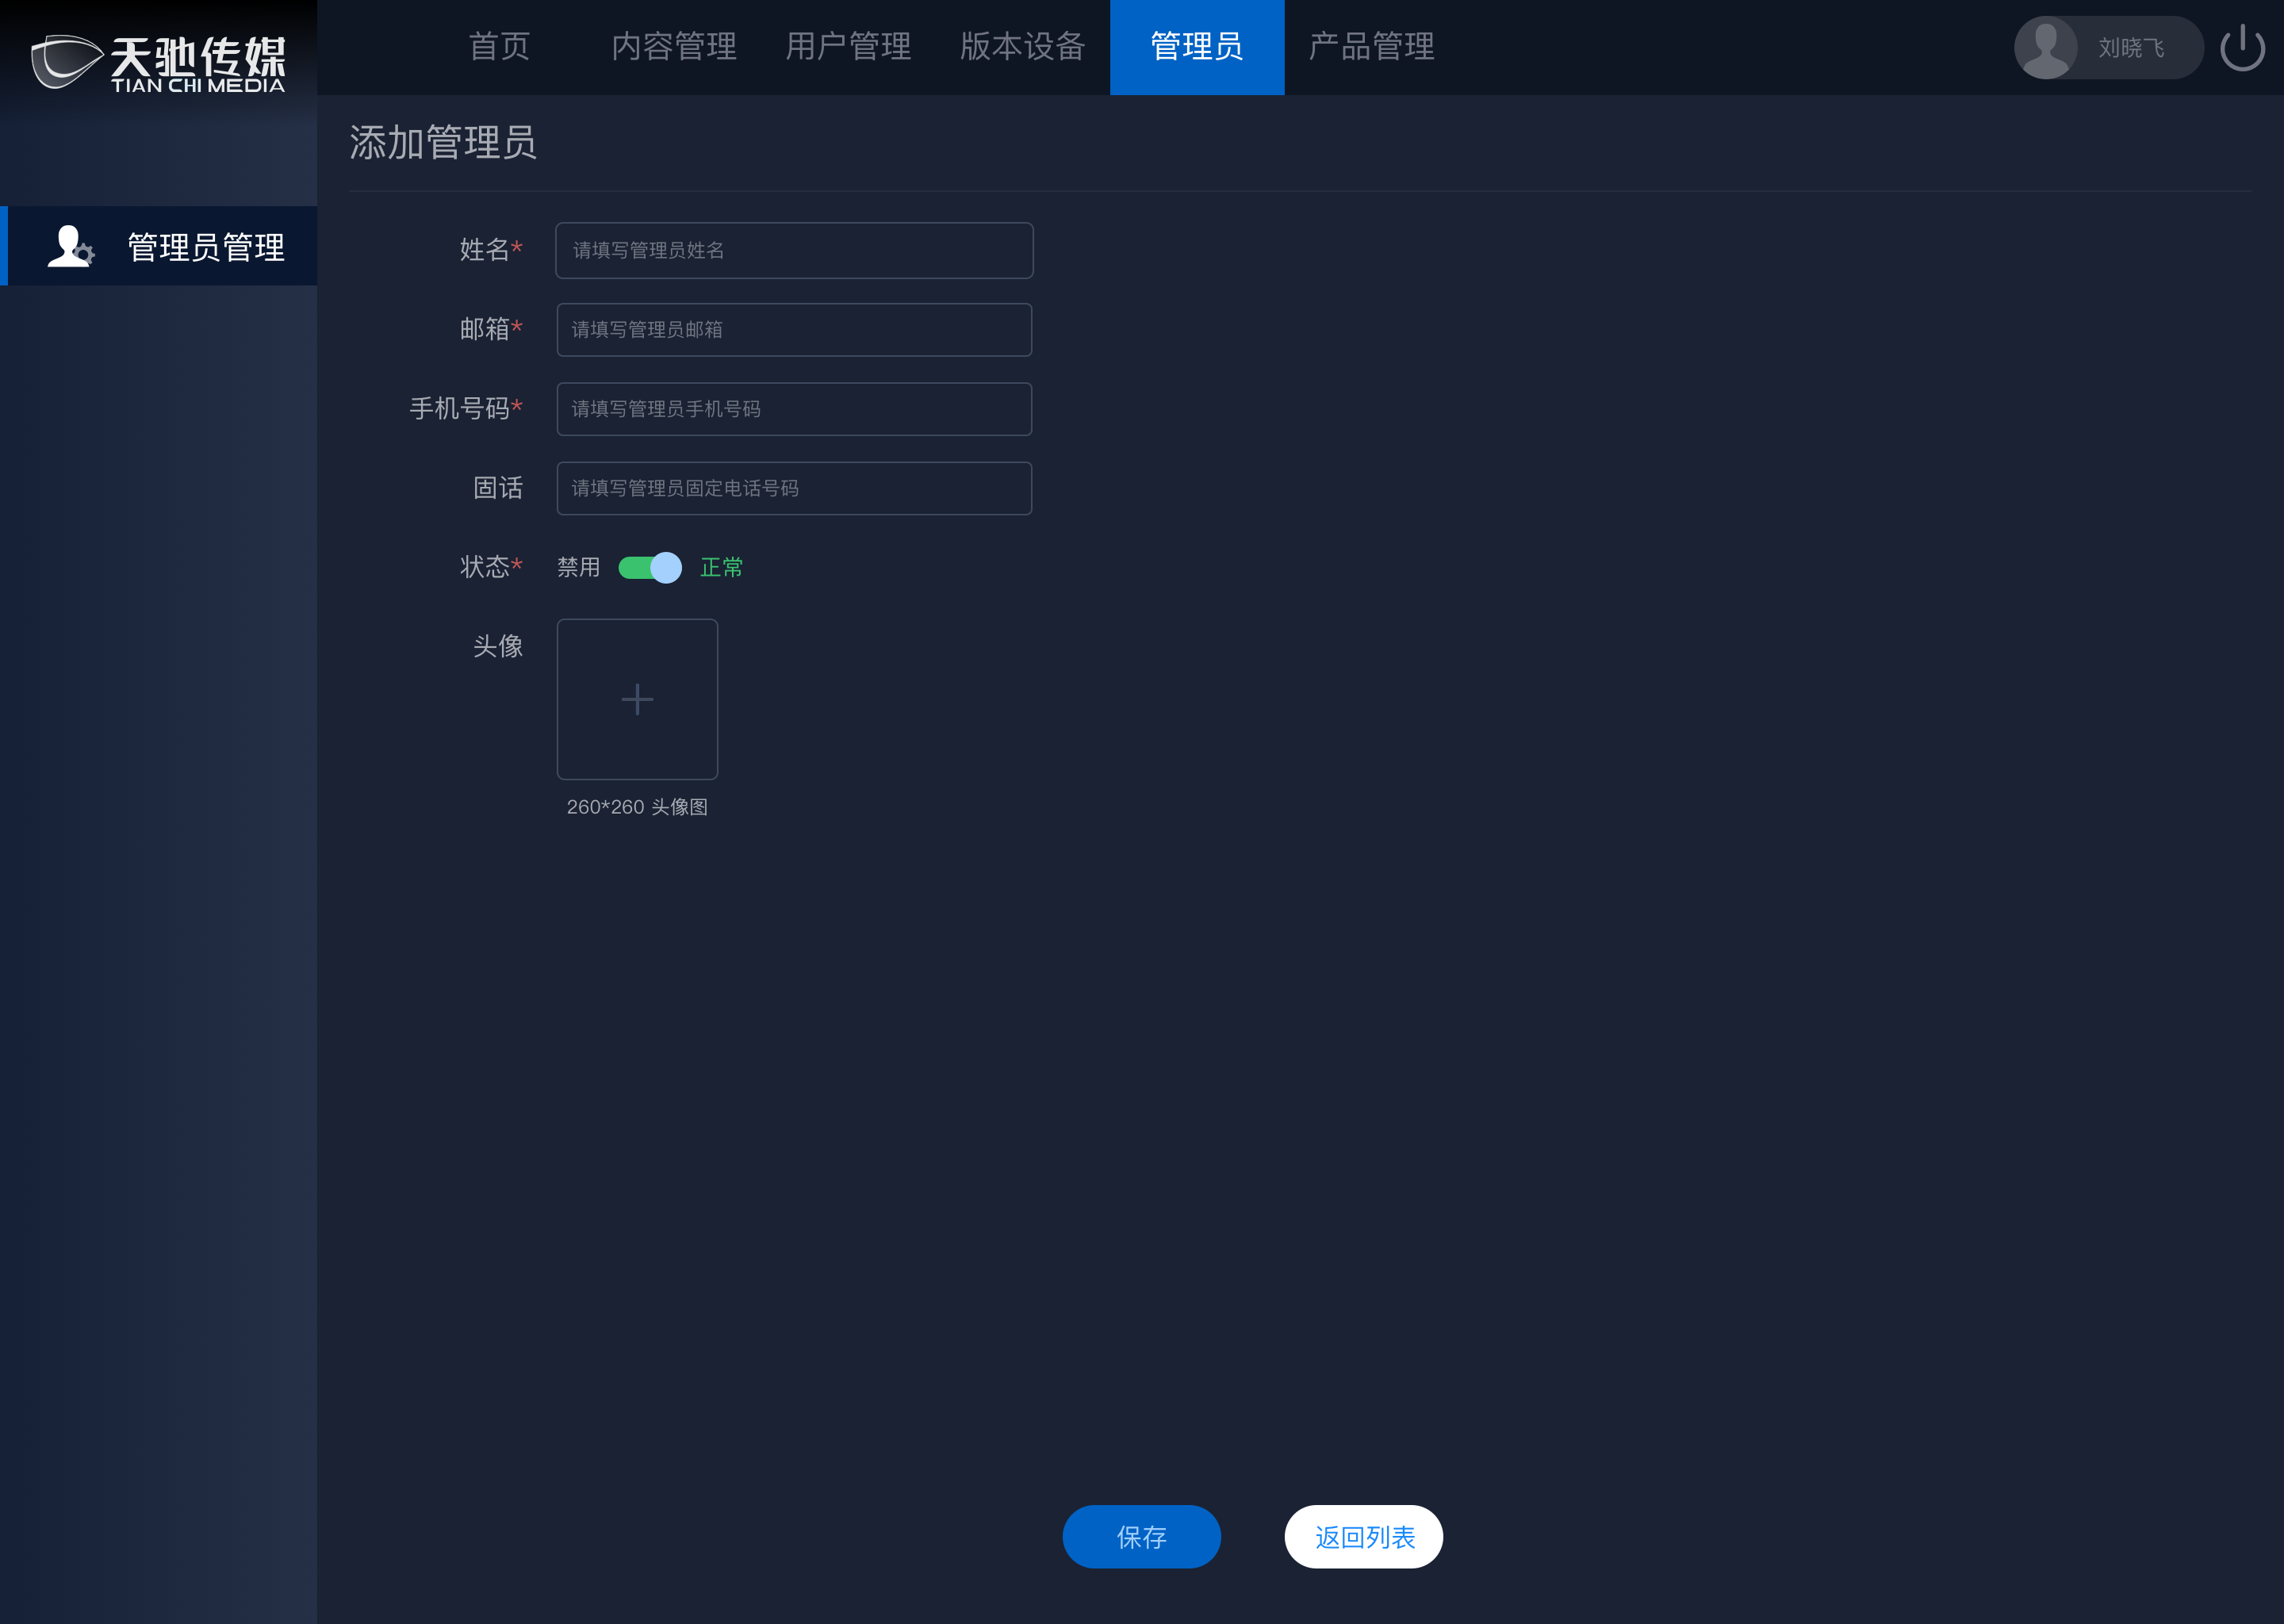 天驰传媒
TIAN CHI MEDIA
首页 内容管理 用户管理 版本设备 管理员 产品管理 刘晓飞
添加管理员
管理员管理
姓名* 请填写管理员姓名
邮箱* 请填写管理员邮箱
手机号码* 请填写管理员手机号码
固话 请填写管理员固定电话号码
状态* 禁用 正常
头像
260*260 头像图
保存 返回列表